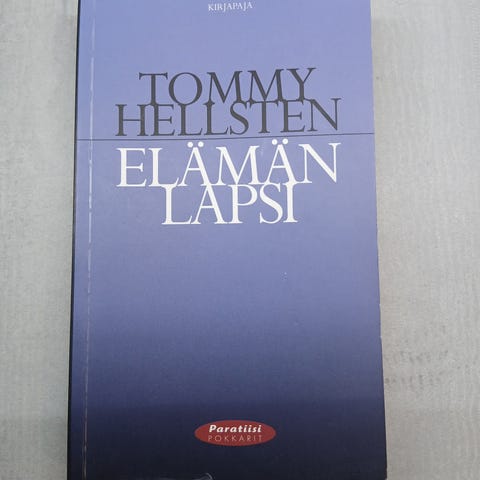 KIRJAPAJA
TOMMY
HELLSTEN
ELÄMÄN
LAPSI
Paratiisi
POKKARIT